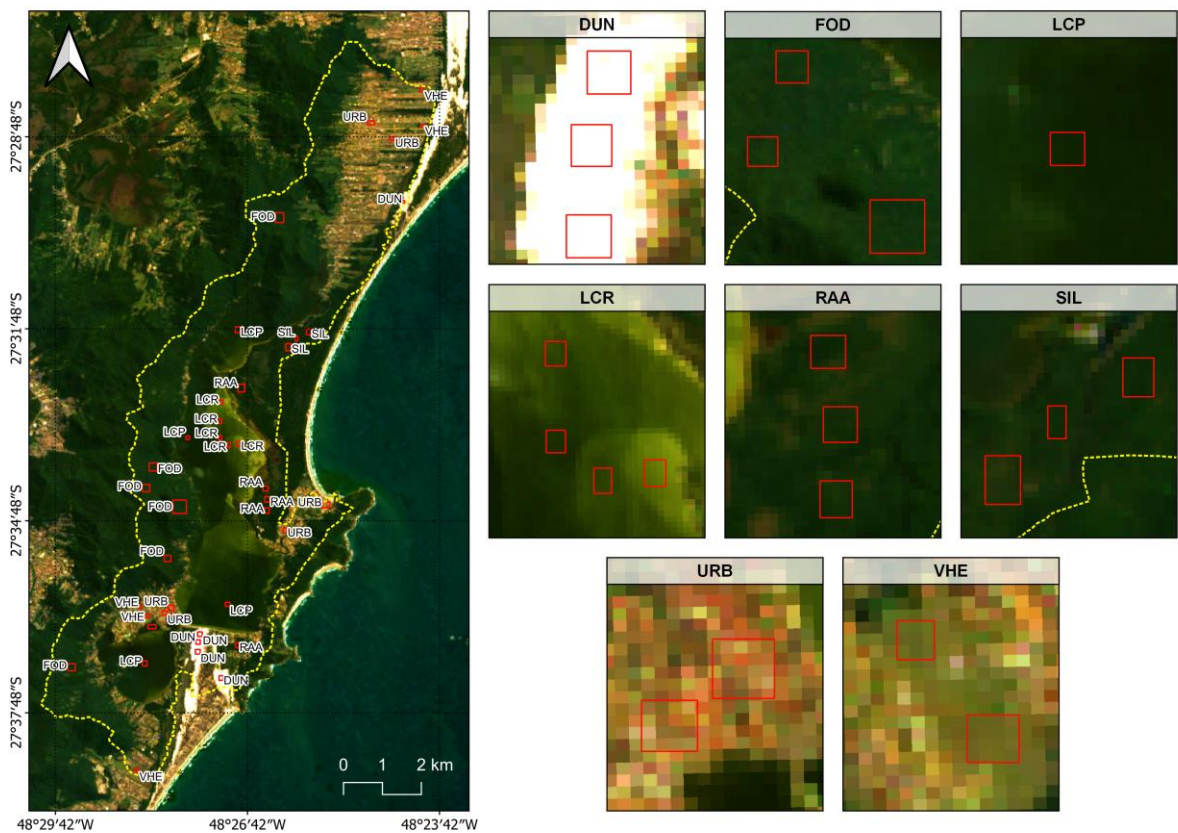 VHE
URB
VHE
URB
DUN
FOD
LCP
SIL
SIL
SIL
RAA
LCR
LCR
LCP
LCR
LCR
LCR
FOD
RAA
FOD
RAA
URB
FOD
RAA
URB
FOD
VHE
URB
LCP
VHE
URB
DUN
DUN
RAA
DUN
FOD
LCP
DUN
VHE
0 1 2 km
27°28′48″S
27°31′48″S
27°34′48″S
27°37′48″S
48°29′42″W
48°26′42″W
48°23′42″W
DUN
FOD
LCP
LCR
RAA
SIL
URB
VHE